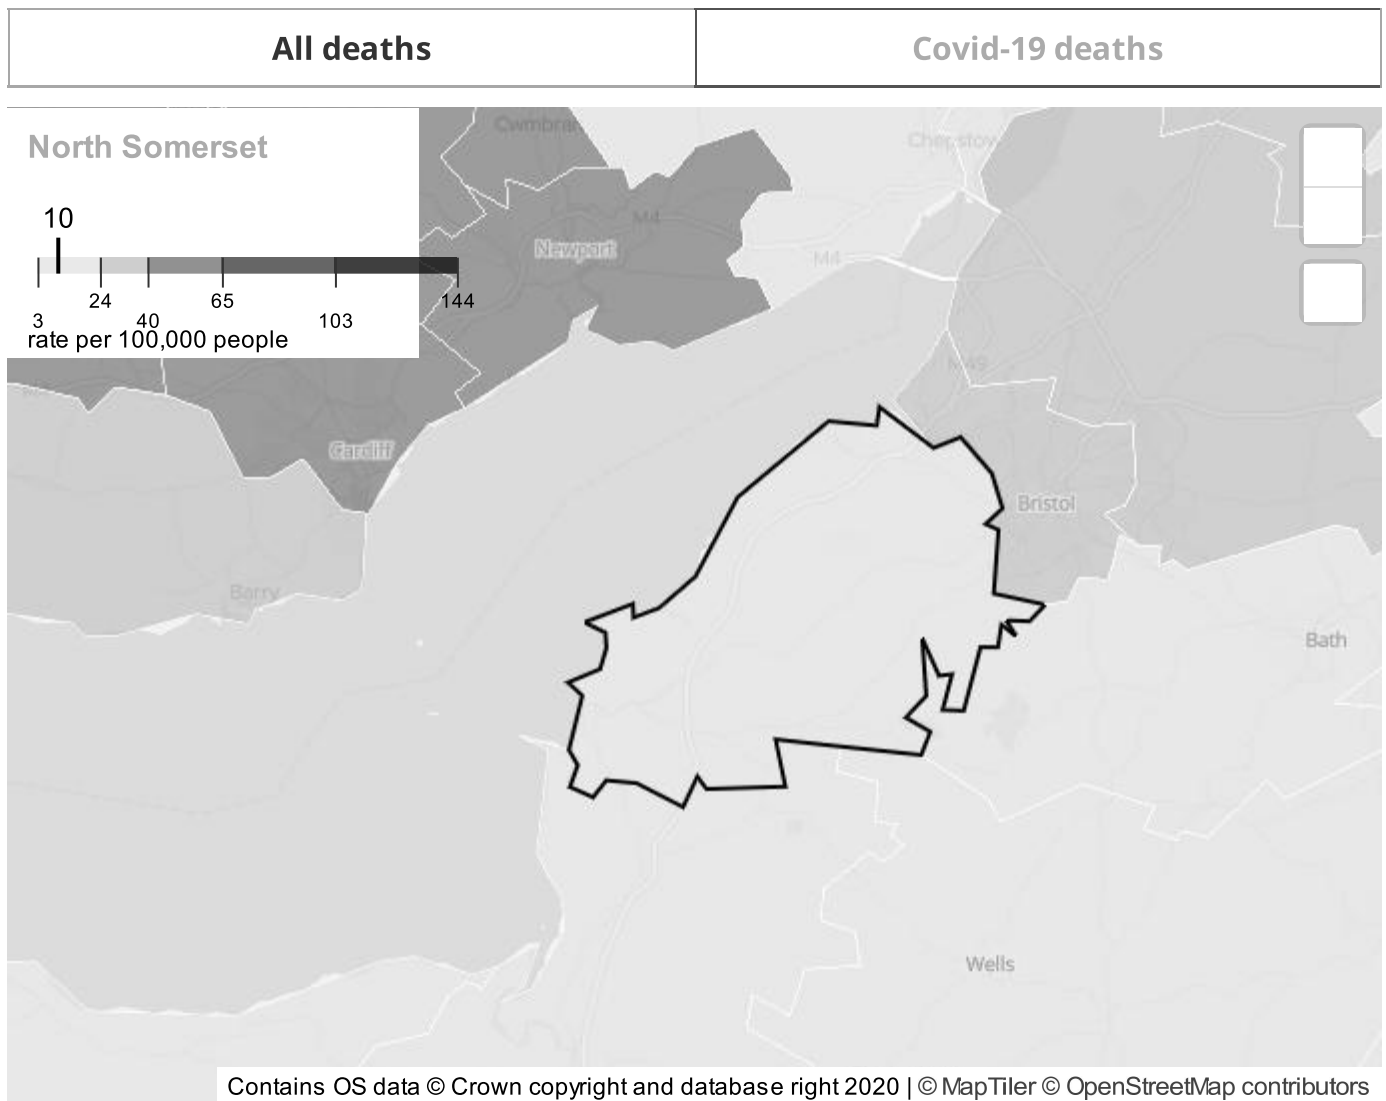 All deaths
Covid-19 deaths
North Somerset
10
24
65
144
3
40
103
rate per 100,000 people
Cwmbran
Chepstow
M4
Newport
M4
M49
Cardiff
Bristol
Barry
Bath
Wells
Contains OS data © Crown copyright and database right 2020 | © MapTiler © OpenStreetMap contributors